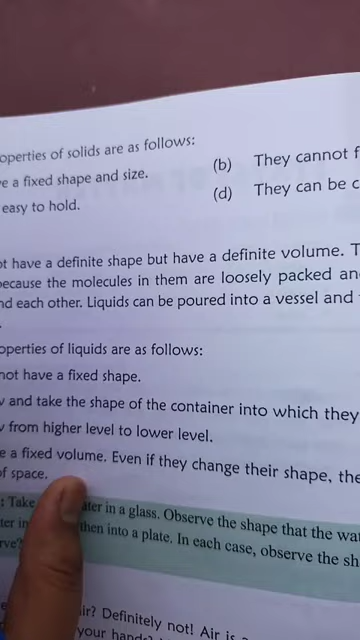 operties of solids are as follows:
e a fixed shape and size.
(b) They cannot f
easy to hold.
(d) They can be c
ot have a definite shape but have a definite volume. T
because the molecules in them are loosely packed an
nd each other. Liquids can be poured into a vessel and
operties of liquids are as follows:
not have a fixed shape.
and take the shape of the container into which they
from higher level to lower level.
e a fixed volume. Even if they change their shape, the
of space.
: Take ater in a glass. Observe the shape that the wa
ter in then into a plate. In each case, observe the sh
rve?
air? Definitely not! Air is
your hand